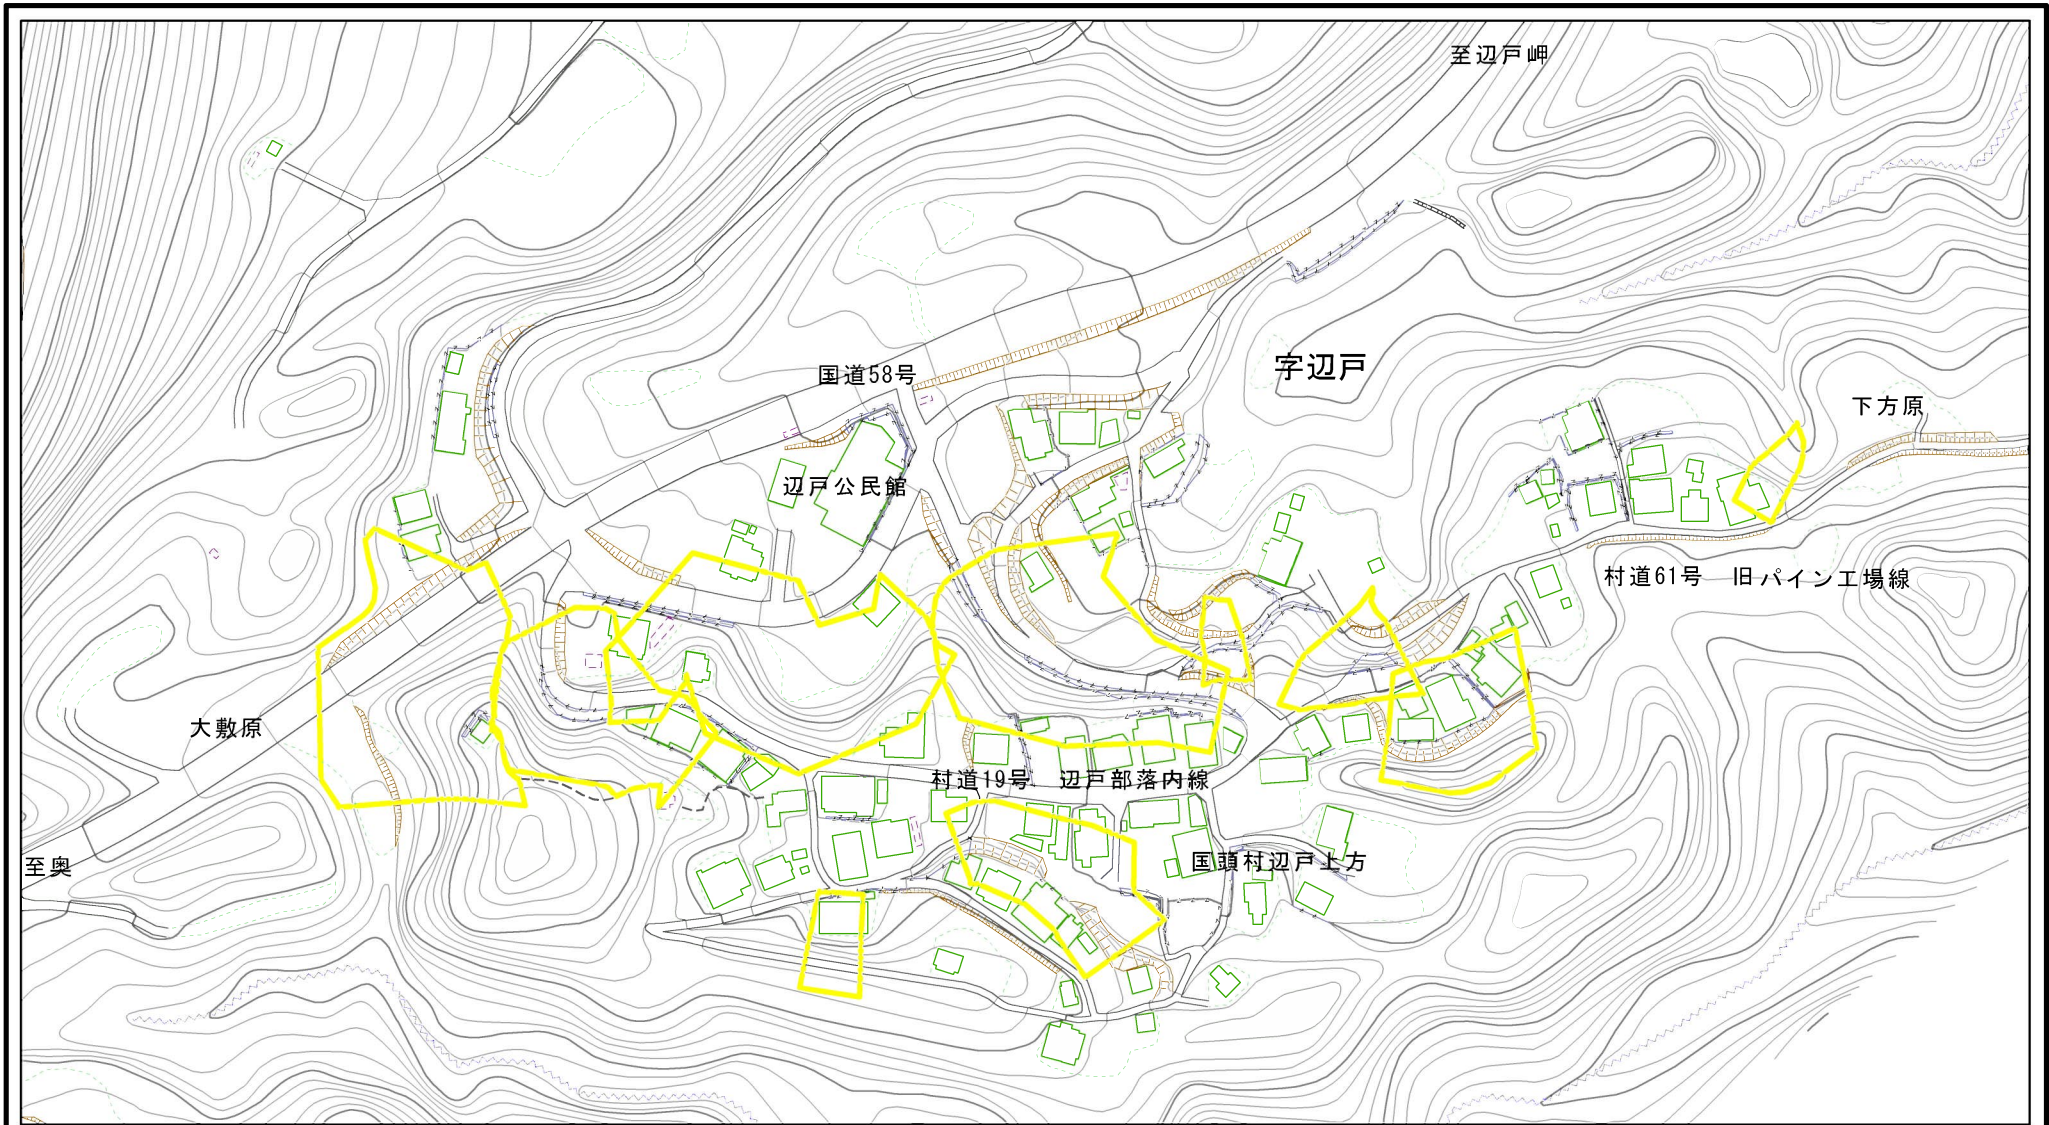 至辺戸岬
字辺戸
国道58号
下方原
辺戸公民館
村道61号　旧パイン工場線
大敷原
村道19号　辺戸部落内線
至奥
国頭村辺戸上方